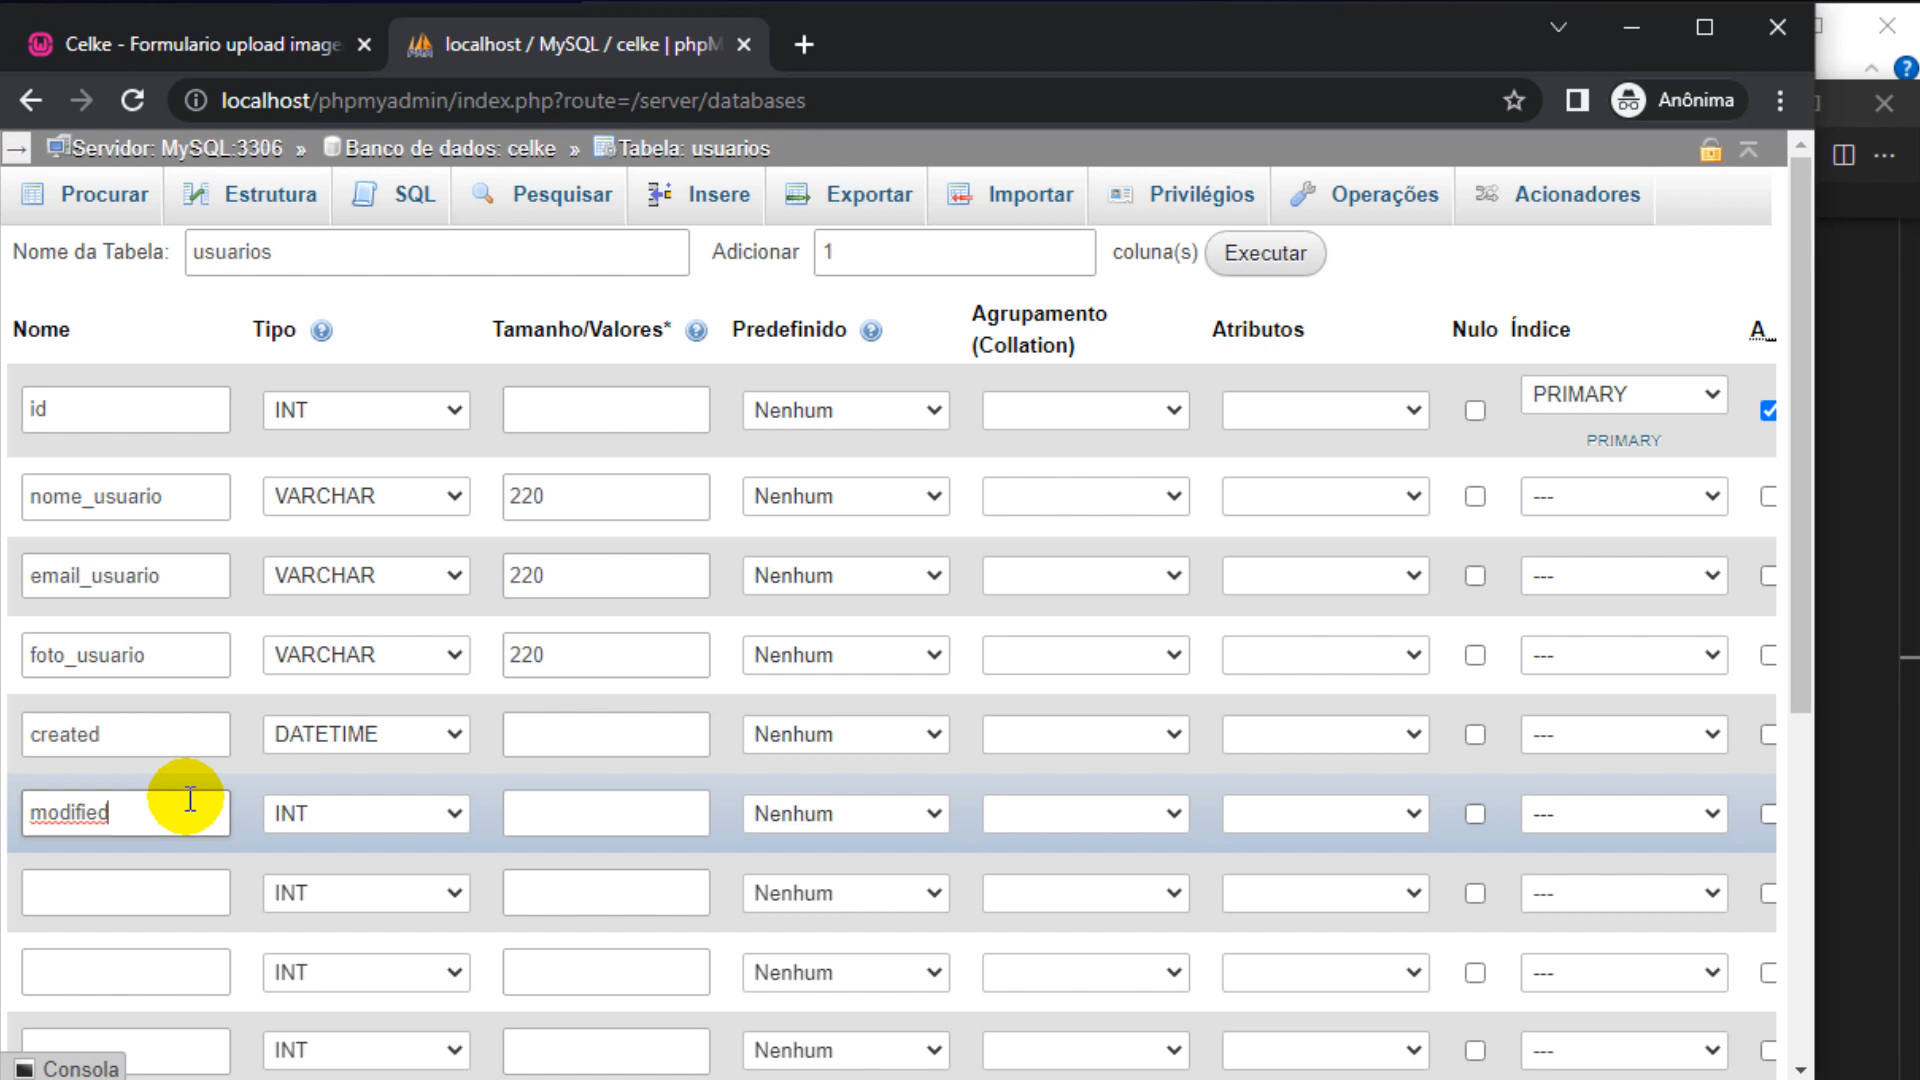 Celke - Formulario upload image
localhost / MySQL / celke | phpM
localhost/phpmyadmin/index.php?route=/server/databases
Anônima
Servidor: MySQL:3306 » Banco de dados: celke » Tabela: usuarios
Procurar Estrutura SQL Pesquisar Insere Exportar Importar Privilégios Operações Acionadores
Nome da Tabela: usuarios Adicionar 1 coluna(s) Executar
Nome Tipo Tamanho/Valores* Predefinido Agrupamento (Collation) Atributos Nulo Índice A_
id INT Nenhum PRIMARY
PRIMARY
nome_usuario VARCHAR 220 Nenhum ---
email_usuario VARCHAR 220 Nenhum ---
foto_usuario VARCHAR 220 Nenhum ---
created DATETIME Nenhum ---
modified INT Nenhum ---
INT Nenhum ---
INT Nenhum ---
INT Nenhum ---
Consola